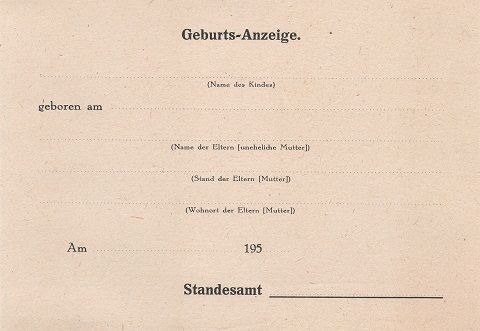 Geburts-Anzeige.
(Name des Kindes)
geboren am
(Name der Eltern [uneheliche Mutter])
(Stand der Eltern [Mutter])
(Wohnort der Eltern [Mutter])
Am 195
Standesamt